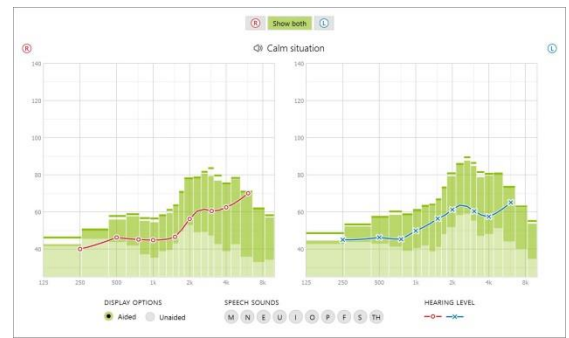 R Show both L
R Calm situation L
140 140
120 120
100 100
80 80
60 60
40 40
125 250 500 1k 2k 4k 8k 125 250 500 1k 2k 4k 8k
DISPLAY OPTIONS SPEECH SOUNDS HEARING LEVEL
Aided Unaided M N E U I O P F S TH